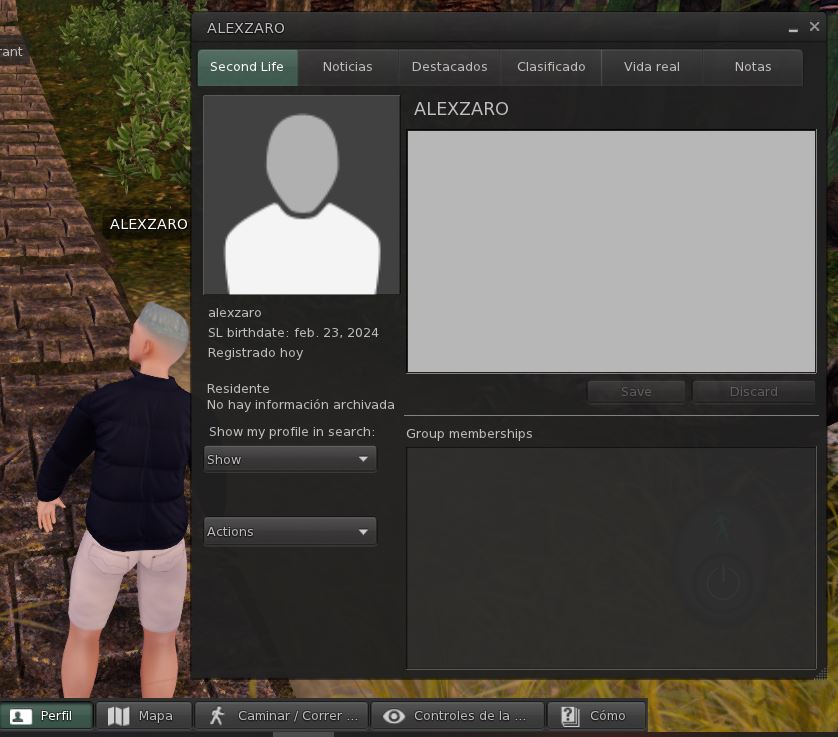 ALEXZARO
rant
Second Life
Noticias
Destacados
Clasificado
Vida real
Notas
ALEXZARO
ALEXZARO
alexzaro
SL birthdate: feb. 23, 2024
Registrado hoy
Residente
No hay información archivada
Show my profile in search:
Show
Actions
Save
Discard
Group memberships
Perfil
Mapa
Caminar / Correr ...
Controles de la ...
Cómo